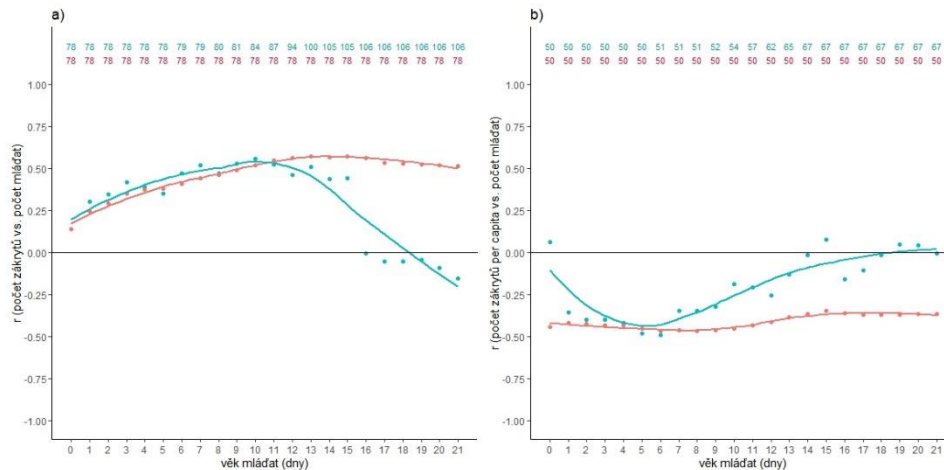 a)
78 78 78 78 78 78 79 79 80 81 84 87 94 100 105 105 106 106 106 106 106 106
78 78 78 78 78 78 78 78 78 78 78 78 78 78 78 78 78 78 78 78 78 78
r (počet zákrytů vs. počet mláďat)
1.00
0.75
0.50
0.25
0.00
-0.25
-0.50
-0.75
-1.00
0 1 2 3 4 5 6 7 8 9 10 11 12 13 14 15 16 17 18 19 20 21
věk mláďat (dny)
b)
50 50 50 50 50 50 51 51 51 52 54 57 62 65 67 67 67 67 67 67 67 67
50 50 50 50 50 50 50 50 50 50 50 50 50 50 50 50 50 50 50 50 50 50
r (počet zákrytů per capita vs. počet mláďat)
1.00
0.75
0.50
0.25
0.00
-0.25
-0.50
-0.75
-1.00
0 1 2 3 4 5 6 7 8 9 10 11 12 13 14 15 16 17 18 19 20 21
věk mláďat (dny)